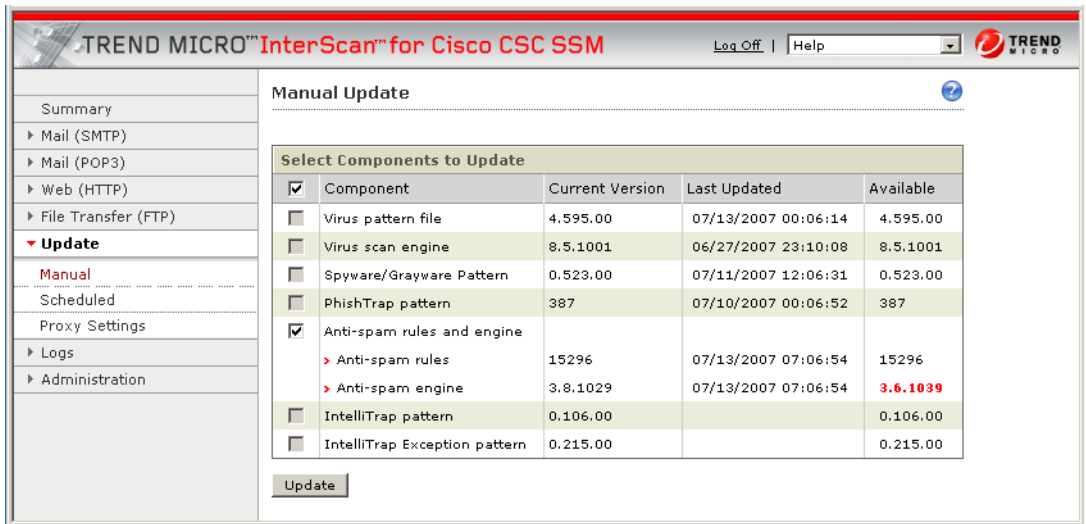 TREND MICRO™ InterScan™ for Cisco CSC SSM Log Off | Help TREND MICRO
Summary
Mail (SMTP)
Mail (POP3)
Web (HTTP)
File Transfer (FTP)
Update
Manual
Scheduled
Proxy Settings
Logs
Administration
Manual Update ?
Select Components to Update
Component Current Version Last Updated Available
Virus pattern file 4.595.00 07/13/2007 00:06:14 4.595.00
Virus scan engine 8.5.1001 06/27/2007 23:10:08 8.5.1001
Spyware/Grayware Pattern 0.523.00 07/11/2007 12:06:31 0.523.00
PhishTrap pattern 387 07/10/2007 00:06:52 387
Anti-spam rules and engine
Anti-spam rules 15296 07/13/2007 07:06:54 15296
Anti-spam engine 3.8.1029 07/13/2007 07:06:54 3.6.1039
IntelliTrap pattern 0.106.00 0.106.00
IntelliTrap Exception pattern 0.215.00 0.215.00
Update